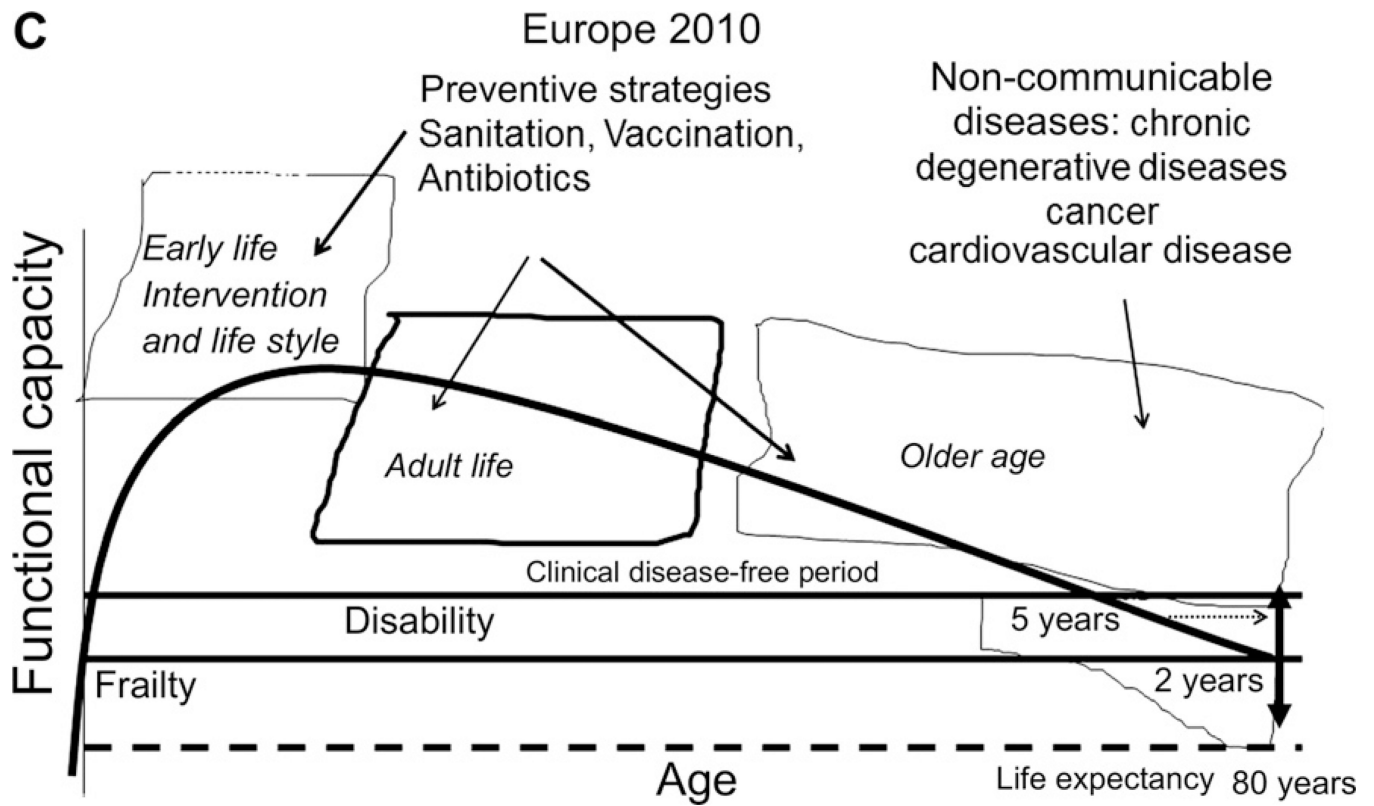 C
Europe 2010
Preventive strategies
Sanitation, Vaccination,
Antibiotics
Non-communicable
diseases: chronic
degenerative diseases
cancer
cardiovascular disease
Early life
Intervention
and life style
Functional capacity
Adult life
Older age
Clinical disease-free period
Disability
5 years
Frailty
2 years
Age
Life expectancy 80 years